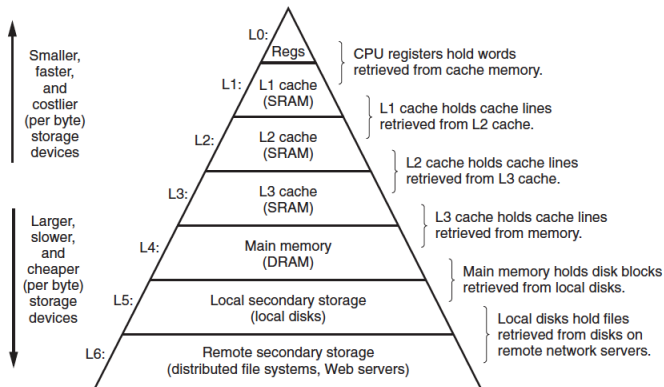 L0:
Regs
CPU registers hold words
retrieved from cache memory.
Smaller,
faster,
and
costlier
(per byte)
storage
devices
L1:
L1 cache
(SRAM)
L1 cache holds cache lines
retrieved from L2 cache.
L2:
L2 cache
(SRAM)
L2 cache holds cache lines
retrieved from L3 cache.
L3:
L3 cache
(SRAM)
L3 cache holds cache lines
retrieved from memory.
Larger,
slower,
and
cheaper
(per byte)
storage
devices
L4:
Main memory
(DRAM)
Main memory holds disk blocks
retrieved from local disks.
L5:
Local secondary storage
(local disks)
Local disks hold files
retrieved from disks on
remote network servers.
L6:
Remote secondary storage
(distributed file systems, Web servers)